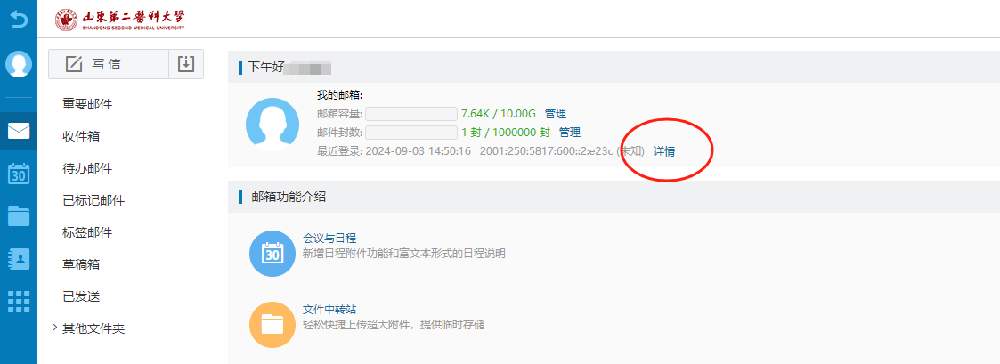 山東第二醫科大學
SHANDONG SECOND MEDICAL UNIVERSITY
写 信
重要邮件
收件箱
待办邮件
已标记邮件
标签邮件
草稿箱
已发送
其他文件夹
30
下午好
我的邮箱:
邮箱容量: 7.64K / 10.00G 管理
邮件封数: 1 封 / 1000000 封 管理
最近登录: 2024-09-03 14:50:16 2001:250:5817:600::2:e23c (未知) 详情
邮箱功能介绍
30
会议与日程
新增日程附件功能和富文本形式的日程说明
文件中转站
轻松快捷上传超大附件，提供临时存储